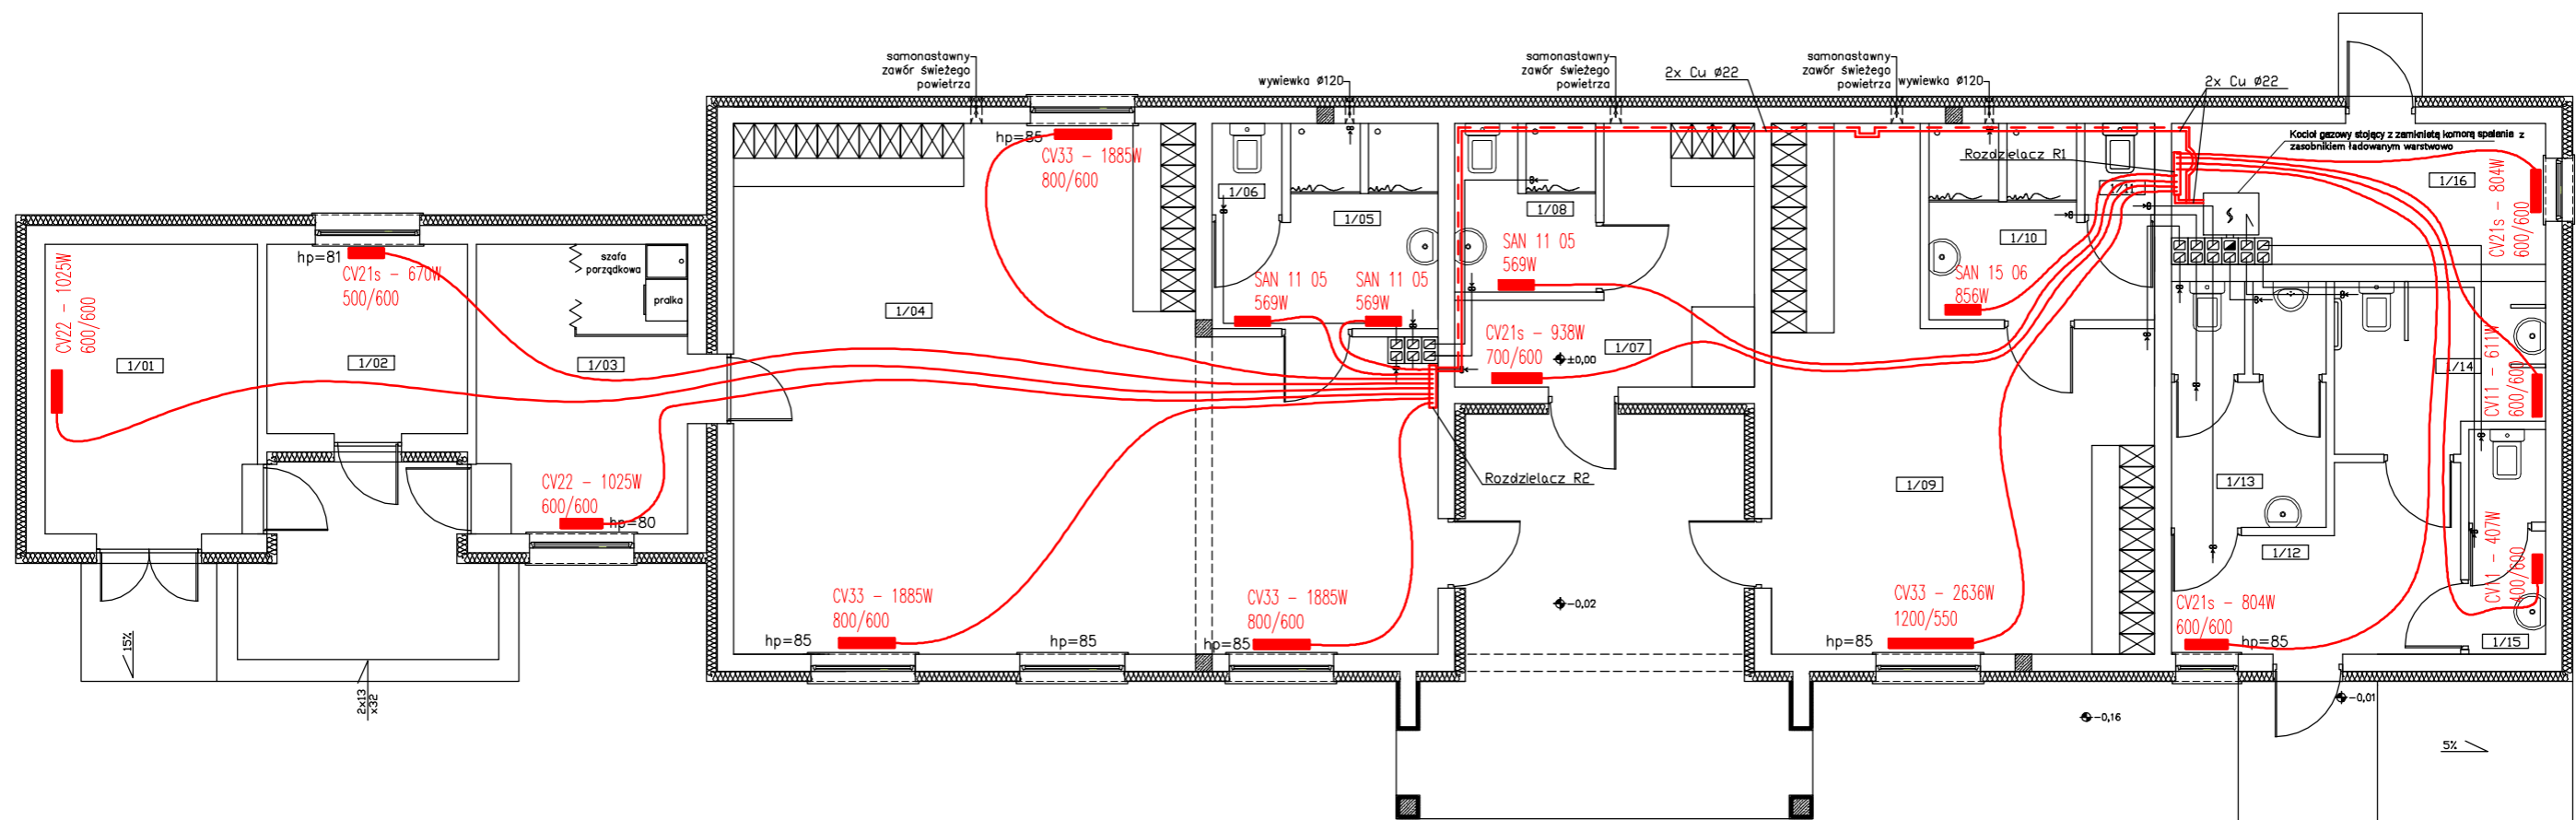 samonastawny
zawór świeżego
powietrza
wywiewka Ø120
samonastawny
zawór świeżego
powietrza
2x Cu Ø22
samonastawny
zawór świeżego
powietrza
wywiewka Ø120
2x Cu Ø22
Kocioł gazowy stojący z zamkniętą komorą spalania z
zasobnikiem ładowanym warstwowo
hp=85
CV33 - 1885W
800/600
Rozdzielacz R1
1/06
1/05
1/08
1/11
1/16
CV21s - 804W
600/600
1/10
hp=81
CV21s - 670W
500/600
szafa
porządkowa
pralka
CV22 - 1025W
600/600
SAN 11 05
569W
SAN 11 05
569W
SAN 11 05
569W
SAN 15 06
856W
1/04
1/01
1/02
1/03
CV21s - 938W
700/600
±0,00
1/07
1/14
CV11 - 611W
600/600
CV22 - 1025W
600/600
hp=80
Rozdzielacz R2
1/09
1/13
1/12
CV11 - 407W
400/600
CV33 - 1885W
800/600
hp=85
hp=85
CV33 - 1885W
800/600
hp=85
-0,02
CV33 - 2636W
1200/550
hp=85
CV21s - 804W
600/600
hp=85
1/15
15%
2x13
x32
-0,16
-0,01
5%